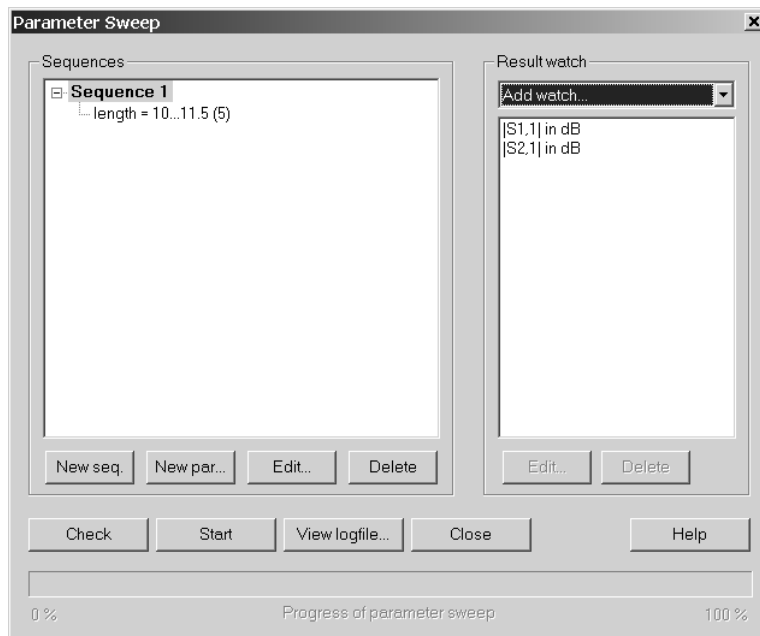 Parameter Sweep
Sequences
Sequence 1
length = 10...11.5 (5)
New seq.
New par...
Edit...
Delete
Result watch
Add watch...
|S1,1| in dB
|S2,1| in dB
Edit...
Delete
Check
Start
View logfile...
Close
Help
0 %
Progress of parameter sweep
100 %